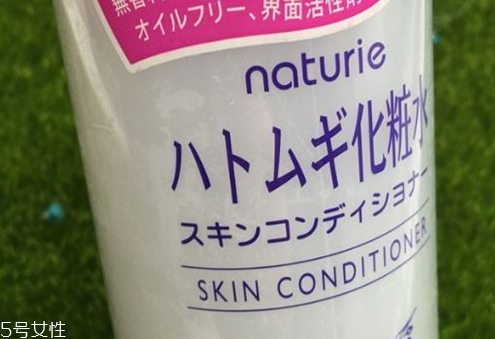 オイルフリー、界面活性剤
naturie
ハトムギ化粧水
スキンコンディショナー
SKIN CONDITIONER
5号女性